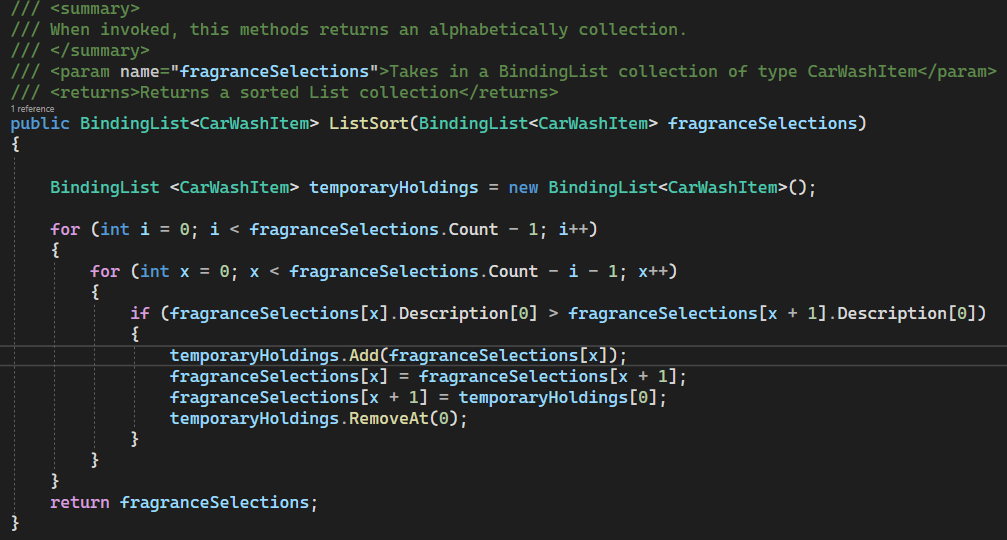 /// <summary>
/// When invoked, this methods returns an alphabetically collection.
/// </summary>
/// <param name="fragranceSelections">Takes in a BindingList collection of type CarWashItem</param>
/// <returns>Returns a sorted List collection</returns>
1 reference
public BindingList<CarWashItem> ListSort(BindingList<CarWashItem> fragranceSelections)
{
    BindingList <CarWashItem> temporaryHoldings = new BindingList<CarWashItem>();
    for (int i = 0; i < fragranceSelections.Count - 1; i++)
    {
        for (int x = 0; x < fragranceSelections.Count - i - 1; x++)
        {
            if (fragranceSelections[x].Description[0] > fragranceSelections[x + 1].Description[0])
            {
                temporaryHoldings.Add(fragranceSelections[x]);
                fragranceSelections[x] = fragranceSelections[x + 1];
                fragranceSelections[x + 1] = temporaryHoldings[0];
                temporaryHoldings.RemoveAt(0);
            }
        }
    }
    return fragranceSelections;
}